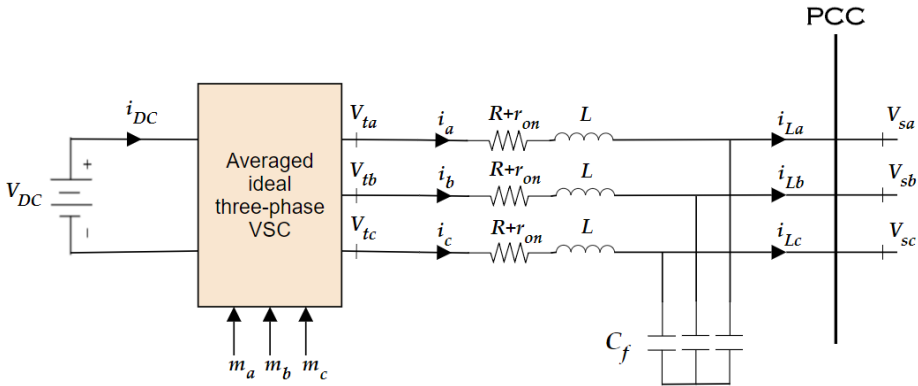 PCC
i_DC
V_ta
i_a
R+r_on
L
i_La
V_sa
V_DC
+
Averaged
ideal
three-phase
VSC
V_tb
i_b
R+r_on
L
i_Lb
V_sb
V_tc
i_c
R+r_on
L
i_Lc
V_sc
C_f
m_a m_b m_c